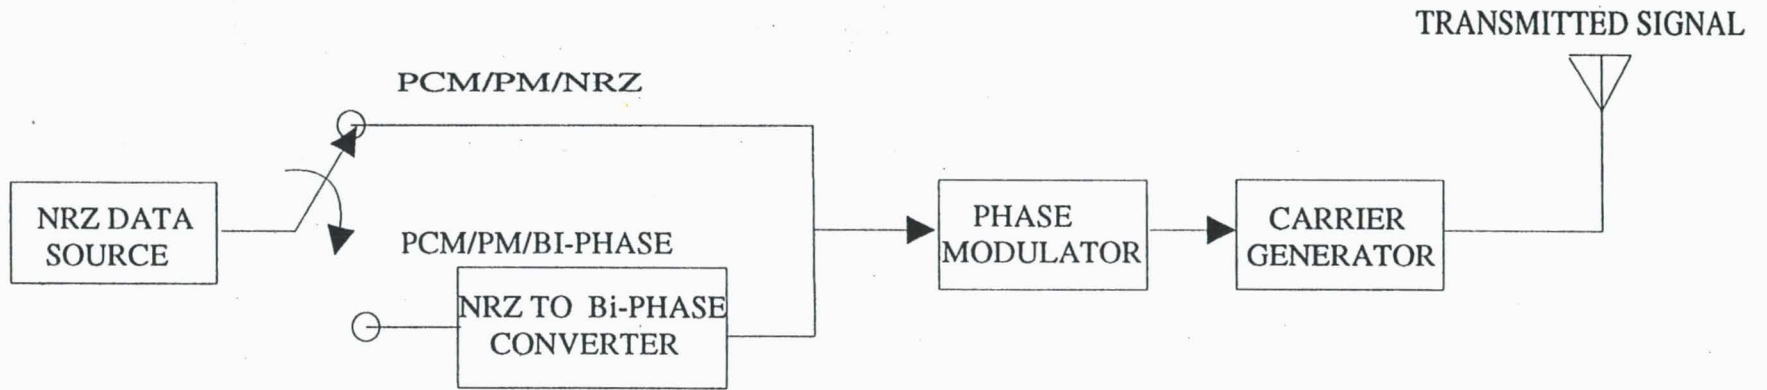 TRANSMITTED SIGNAL
PCM/PM/NRZ
NRZ DATA
SOURCE
PCM/PM/BI-PHASE
NRZ TO Bi-PHASE
CONVERTER
PHASE
MODULATOR
CARRIER
GENERATOR